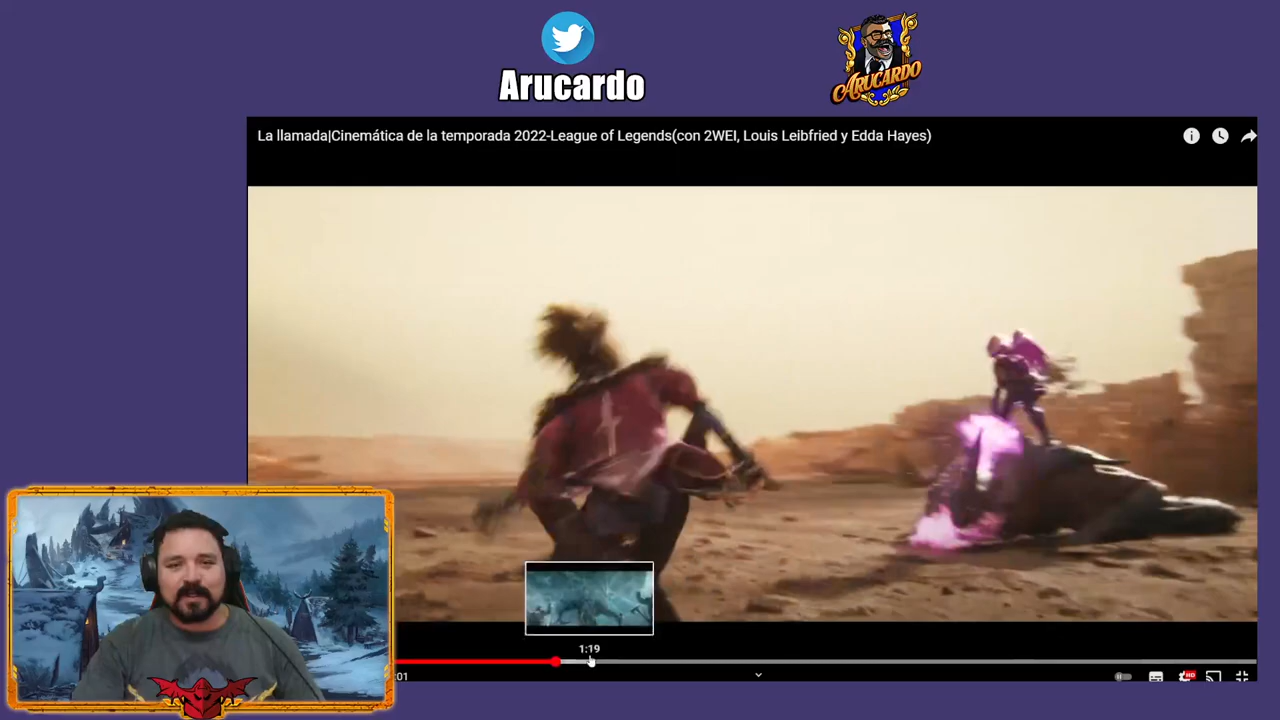 Arucardo
ARUCARDO
La llamada|Cinemática de la temporada 2022-League of Legends(con 2WEI, Louis Leibfried y Edda Hayes)
1:19
:01
HD